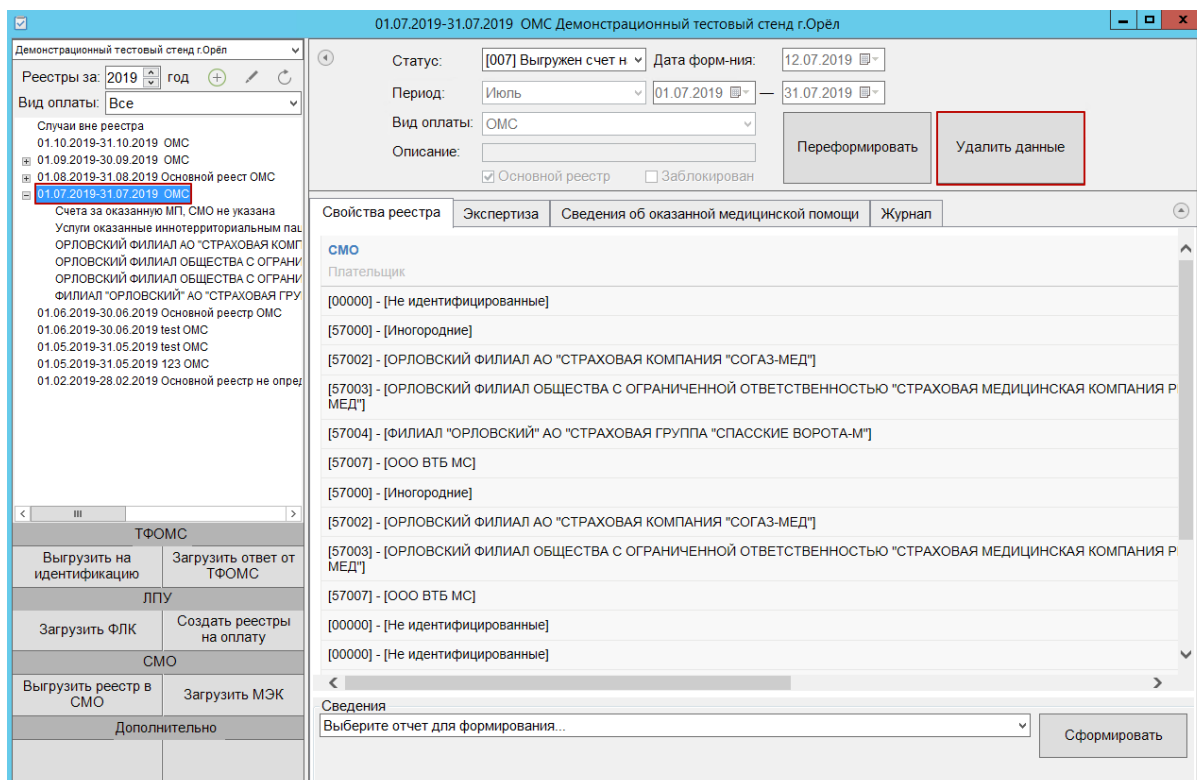 01.07.2019-31.07.2019 ОМС Демонстрационный тестовый стенд г.Орёл
Демонстрационный тестовый стенд г.Орёл
Реестры за: 2019 год
Вид оплаты: Все
Случаи вне реестра
01.10.2019-31.10.2019 ОМС
01.09.2019-30.09.2019 ОМС
01.08.2019-31.08.2019 Основной реест ОМС
01.07.2019-31.07.2019 ОМС
Счета за оказанную МП, СМО не указана
Услуги оказанные иннотерриториальным пац
ОРЛОВСКИЙ ФИЛИАЛ АО "СТРАХОВАЯ КОМП
ОРЛОВСКИЙ ФИЛИАЛ ОБЩЕСТВА С ОГРАНИ
ОРЛОВСКИЙ ФИЛИАЛ ОБЩЕСТВА С ОГРАНИ
ФИЛИАЛ "ОРЛОВСКИЙ" АО "СТРАХОВАЯ ГРУ
01.06.2019-30.06.2019 Основной реестр ОМС
01.06.2019-30.06.2019 test ОМС
01.05.2019-31.05.2019 test ОМС
01.05.2019-31.05.2019 123 ОМС
01.02.2019-28.02.2019 Основной реестр не опред
ТФОМС
Выгрузить на идентификацию
Загрузить ответ от ТФОМС
ЛПУ
Загрузить ФЛК
Создать реестры на оплату
СМО
Выгрузить реестр в СМО
Загрузить МЭК
Дополнительно
Статус: [007] Выгружен счет н Дата форм-ния: 12.07.2019
Период: Июль 01.07.2019 — 31.07.2019
Вид оплаты: ОМС
Описание:
Основной реестр Заблокирован
Переформировать
Удалить данные
Свойства реестра Экспертиза Сведения об оказанной медицинской помощи Журнал
СМО
Плательщик
[00000] - [Не идентифицированные]
[57000] - [Иногородние]
[57002] - [ОРЛОВСКИЙ ФИЛИАЛ АО "СТРАХОВАЯ КОМПАНИЯ "СОГАЗ-МЕД"]
[57003] - [ОРЛОВСКИЙ ФИЛИАЛ ОБЩЕСТВА С ОГРАНИЧЕННОЙ ОТВЕТСТВЕННОСТЬЮ "СТРАХОВАЯ МЕДИЦИНСКАЯ КОМПАНИЯ Р
МЕД"]
[57004] - [ФИЛИАЛ "ОРЛОВСКИЙ" АО "СТРАХОВАЯ ГРУППА "СПАССКИЕ ВОРОТА-М"]
[57007] - [ООО ВТБ МС]
[57000] - [Иногородние]
[57002] - [ОРЛОВСКИЙ ФИЛИАЛ АО "СТРАХОВАЯ КОМПАНИЯ "СОГАЗ-МЕД"]
[57003] - [ОРЛОВСКИЙ ФИЛИАЛ ОБЩЕСТВА С ОГРАНИЧЕННОЙ ОТВЕТСТВЕННОСТЬЮ "СТРАХОВАЯ МЕДИЦИНСКАЯ КОМПАНИЯ Р
МЕД"]
[57007] - [ООО ВТБ МС]
[00000] - [Не идентифицированные]
[00000] - [Не идентифицированные]
Сведения
Выберите отчет для формирования...
Сформировать